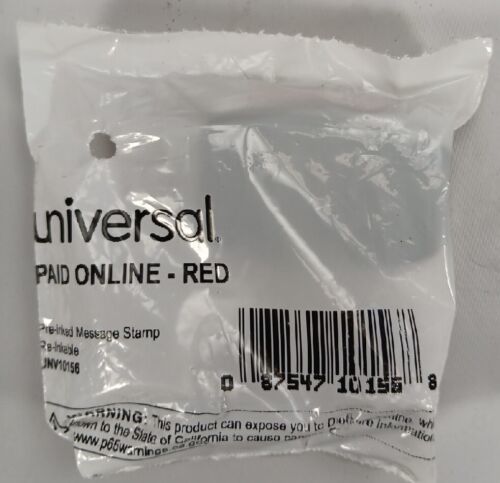 universal
PAID ONLINE - RED
Pre-Inked Message Stamp
Re-Inkable
UNV10156
0 87547 10156 8
WARNING: This product can expose you to
known to the State of California to cause
www.p65warnings.ca